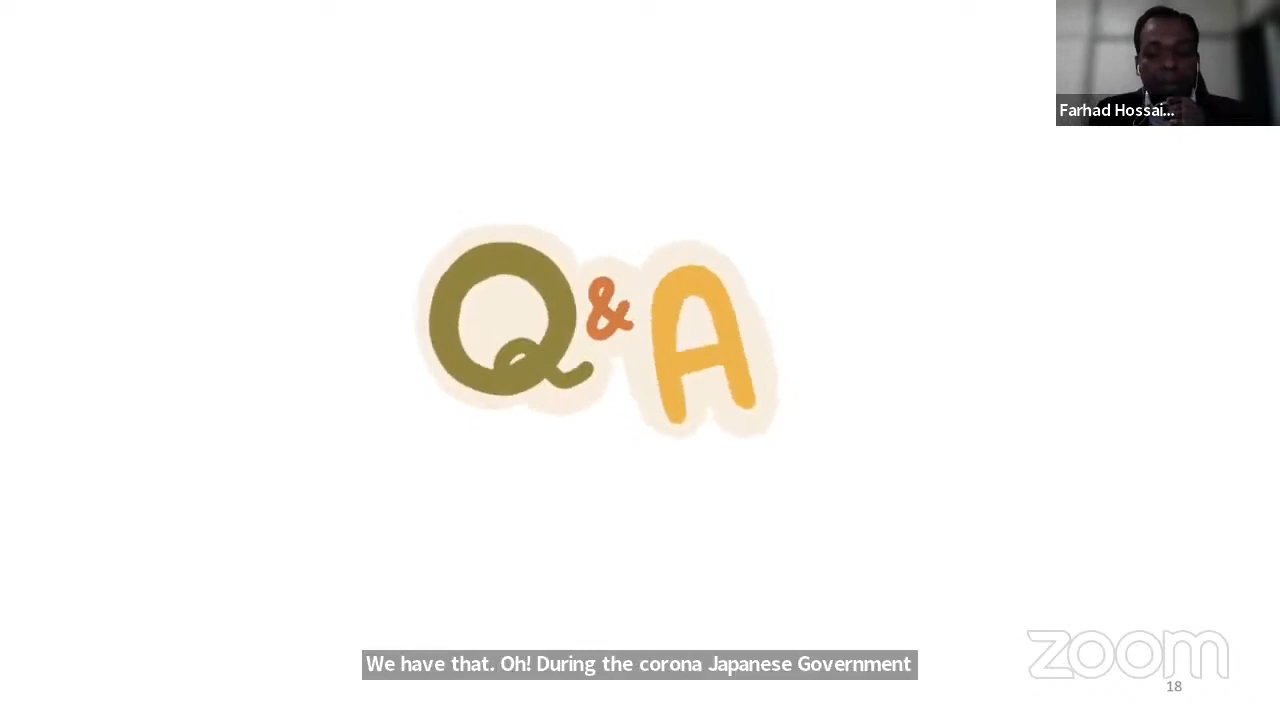 Farhad Hossai...
Q & A
We have that. Oh! During the corona Japanese Government
zoom
18